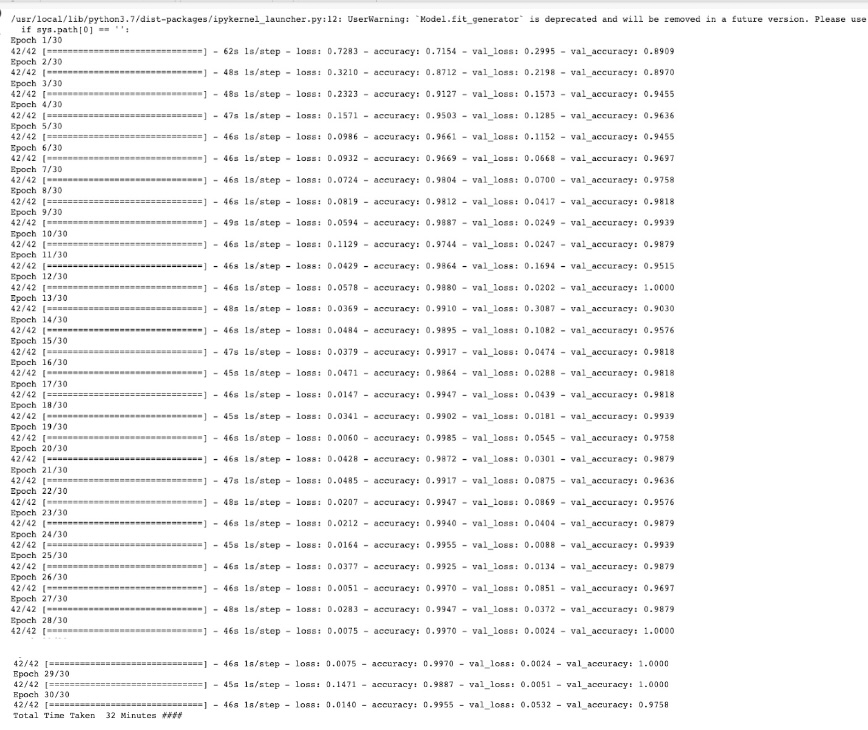 /usr/local/lib/python3.7/dist-packages/ipykernel_launcher.py:12: UserWarning: `Model.fit_generator` is deprecated and will be removed in a future version. Please use
if sys.path[0] == '':
Epoch 1/30
42/42 [==============================] - 62s 1s/step - loss: 0.7283 - accuracy: 0.7154 - val_loss: 0.2995 - val_accuracy: 0.8909
Epoch 2/30
42/42 [==============================] - 48s 1s/step - loss: 0.3210 - accuracy: 0.8712 - val_loss: 0.2198 - val_accuracy: 0.8970
Epoch 3/30
42/42 [==============================] - 48s 1s/step - loss: 0.2323 - accuracy: 0.9127 - val_loss: 0.1573 - val_accuracy: 0.9455
Epoch 4/30
42/42 [==============================] - 47s 1s/step - loss: 0.1571 - accuracy: 0.9503 - val_loss: 0.1285 - val_accuracy: 0.9636
Epoch 5/30
42/42 [==============================] - 46s 1s/step - loss: 0.0986 - accuracy: 0.9661 - val_loss: 0.1152 - val_accuracy: 0.9455
Epoch 6/30
42/42 [==============================] - 46s 1s/step - loss: 0.0932 - accuracy: 0.9669 - val_loss: 0.0668 - val_accuracy: 0.9697
Epoch 7/30
42/42 [==============================] - 46s 1s/step - loss: 0.0724 - accuracy: 0.9804 - val_loss: 0.0700 - val_accuracy: 0.9758
Epoch 8/30
42/42 [==============================] - 46s 1s/step - loss: 0.0819 - accuracy: 0.9812 - val_loss: 0.0417 - val_accuracy: 0.9818
Epoch 9/30
42/42 [==============================] - 49s 1s/step - loss: 0.0594 - accuracy: 0.9887 - val_loss: 0.0249 - val_accuracy: 0.9939
Epoch 10/30
42/42 [==============================] - 46s 1s/step - loss: 0.1129 - accuracy: 0.9744 - val_loss: 0.0247 - val_accuracy: 0.9879
Epoch 11/30
42/42 [==============================] - 46s 1s/step - loss: 0.0429 - accuracy: 0.9864 - val_loss: 0.1694 - val_accuracy: 0.9515
Epoch 12/30
42/42 [==============================] - 46s 1s/step - loss: 0.0578 - accuracy: 0.9880 - val_loss: 0.0202 - val_accuracy: 1.0000
Epoch 13/30
42/42 [==============================] - 48s 1s/step - loss: 0.0369 - accuracy: 0.9910 - val_loss: 0.3087 - val_accuracy: 0.9030
Epoch 14/30
42/42 [==============================] - 46s 1s/step - loss: 0.0484 - accuracy: 0.9895 - val_loss: 0.1082 - val_accuracy: 0.9576
Epoch 15/30
42/42 [==============================] - 47s 1s/step - loss: 0.0379 - accuracy: 0.9917 - val_loss: 0.0474 - val_accuracy: 0.9818
Epoch 16/30
42/42 [==============================] - 45s 1s/step - loss: 0.0471 - accuracy: 0.9864 - val_loss: 0.0288 - val_accuracy: 0.9818
Epoch 17/30
42/42 [==============================] - 46s 1s/step - loss: 0.0147 - accuracy: 0.9947 - val_loss: 0.0439 - val_accuracy: 0.9818
Epoch 18/30
42/42 [==============================] - 45s 1s/step - loss: 0.0341 - accuracy: 0.9902 - val_loss: 0.0181 - val_accuracy: 0.9939
Epoch 19/30
42/42 [==============================] - 46s 1s/step - loss: 0.0060 - accuracy: 0.9985 - val_loss: 0.0545 - val_accuracy: 0.9758
Epoch 20/30
42/42 [==============================] - 46s 1s/step - loss: 0.0428 - accuracy: 0.9872 - val_loss: 0.0301 - val_accuracy: 0.9879
Epoch 21/30
42/42 [==============================] - 47s 1s/step - loss: 0.0485 - accuracy: 0.9917 - val_loss: 0.0875 - val_accuracy: 0.9636
Epoch 22/30
42/42 [==============================] - 48s 1s/step - loss: 0.0207 - accuracy: 0.9947 - val_loss: 0.0869 - val_accuracy: 0.9576
Epoch 23/30
42/42 [==============================] - 46s 1s/step - loss: 0.0212 - accuracy: 0.9940 - val_loss: 0.0404 - val_accuracy: 0.9879
Epoch 24/30
42/42 [==============================] - 45s 1s/step - loss: 0.0164 - accuracy: 0.9955 - val_loss: 0.0088 - val_accuracy: 0.9939
Epoch 25/30
42/42 [==============================] - 46s 1s/step - loss: 0.0377 - accuracy: 0.9925 - val_loss: 0.0134 - val_accuracy: 0.9879
Epoch 26/30
42/42 [==============================] - 46s 1s/step - loss: 0.0051 - accuracy: 0.9970 - val_loss: 0.0851 - val_accuracy: 0.9697
Epoch 27/30
42/42 [==============================] - 48s 1s/step - loss: 0.0283 - accuracy: 0.9947 - val_loss: 0.0372 - val_accuracy: 0.9879
Epoch 28/30
42/42 [==============================] - 46s 1s/step - loss: 0.0075 - accuracy: 0.9970 - val_loss: 0.0024 - val_accuracy: 1.0000
42/42 [==============================] - 46s 1s/step - loss: 0.0075 - accuracy: 0.9970 - val_loss: 0.0024 - val_accuracy: 1.0000
Epoch 29/30
42/42 [==============================] - 45s 1s/step - loss: 0.1471 - accuracy: 0.9887 - val_loss: 0.0051 - val_accuracy: 1.0000
Epoch 30/30
42/42 [==============================] - 46s 1s/step - loss: 0.0140 - accuracy: 0.9955 - val_loss: 0.0532 - val_accuracy: 0.9758
Total Time Taken  32 Minutes ####